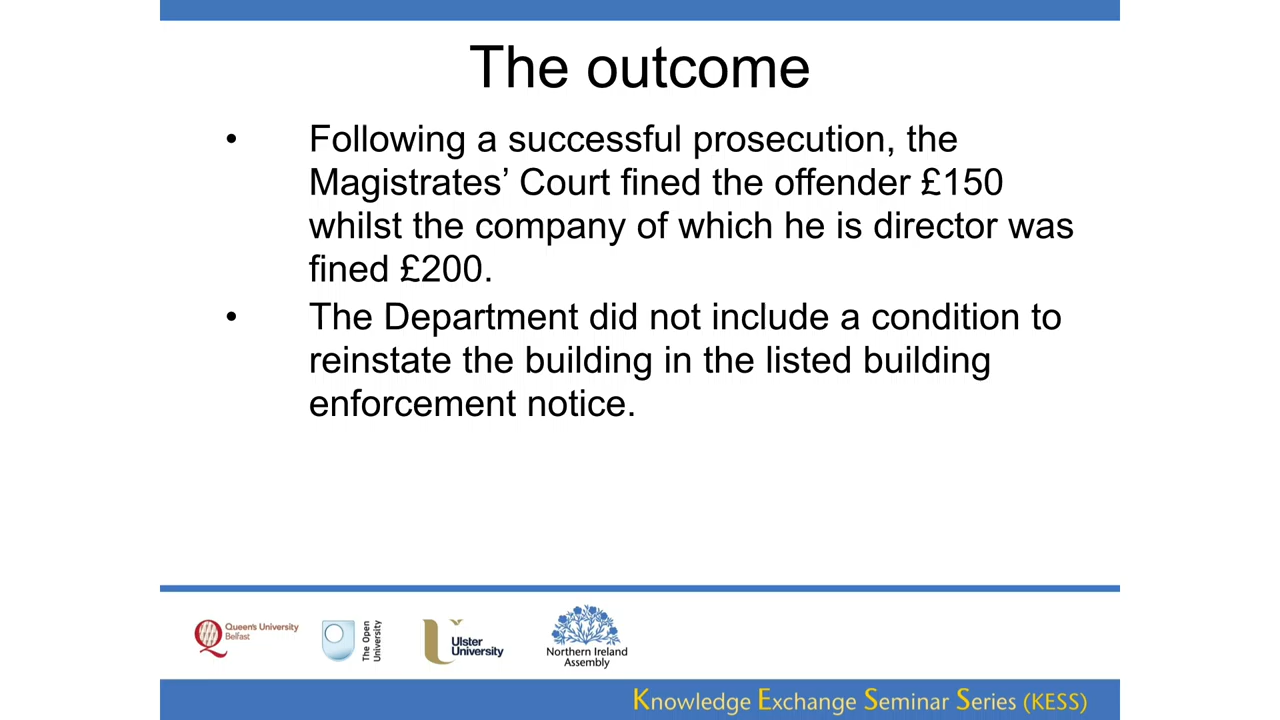 The outcome
• Following a successful prosecution, the
Magistrates’ Court fined the offender £150
whilst the company of which he is director was
fined £200.
• The Department did not include a condition to
reinstate the building in the listed building
enforcement notice.
Queen's University
Belfast
The Open
University
Ulster
University
Northern Ireland
Assembly
Knowledge Exchange Seminar Series (KESS)